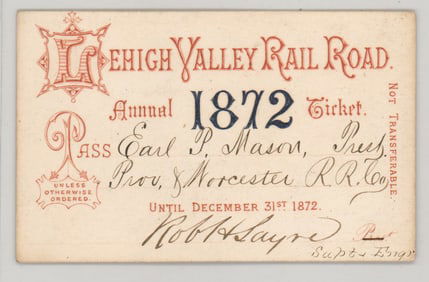 LEHIGH VALLEY RAIL ROAD.
Annual 1872 Ticket.
PASS Earl P. Mason, Prest.
Prov. & Worcester R.R. Co
UNLESS
OTHERWISE
ORDERED.
UNTIL DECEMBER 31ST 1872.
Robt H Sayre
Supt & Engr
NOT TRANSFERABLE.